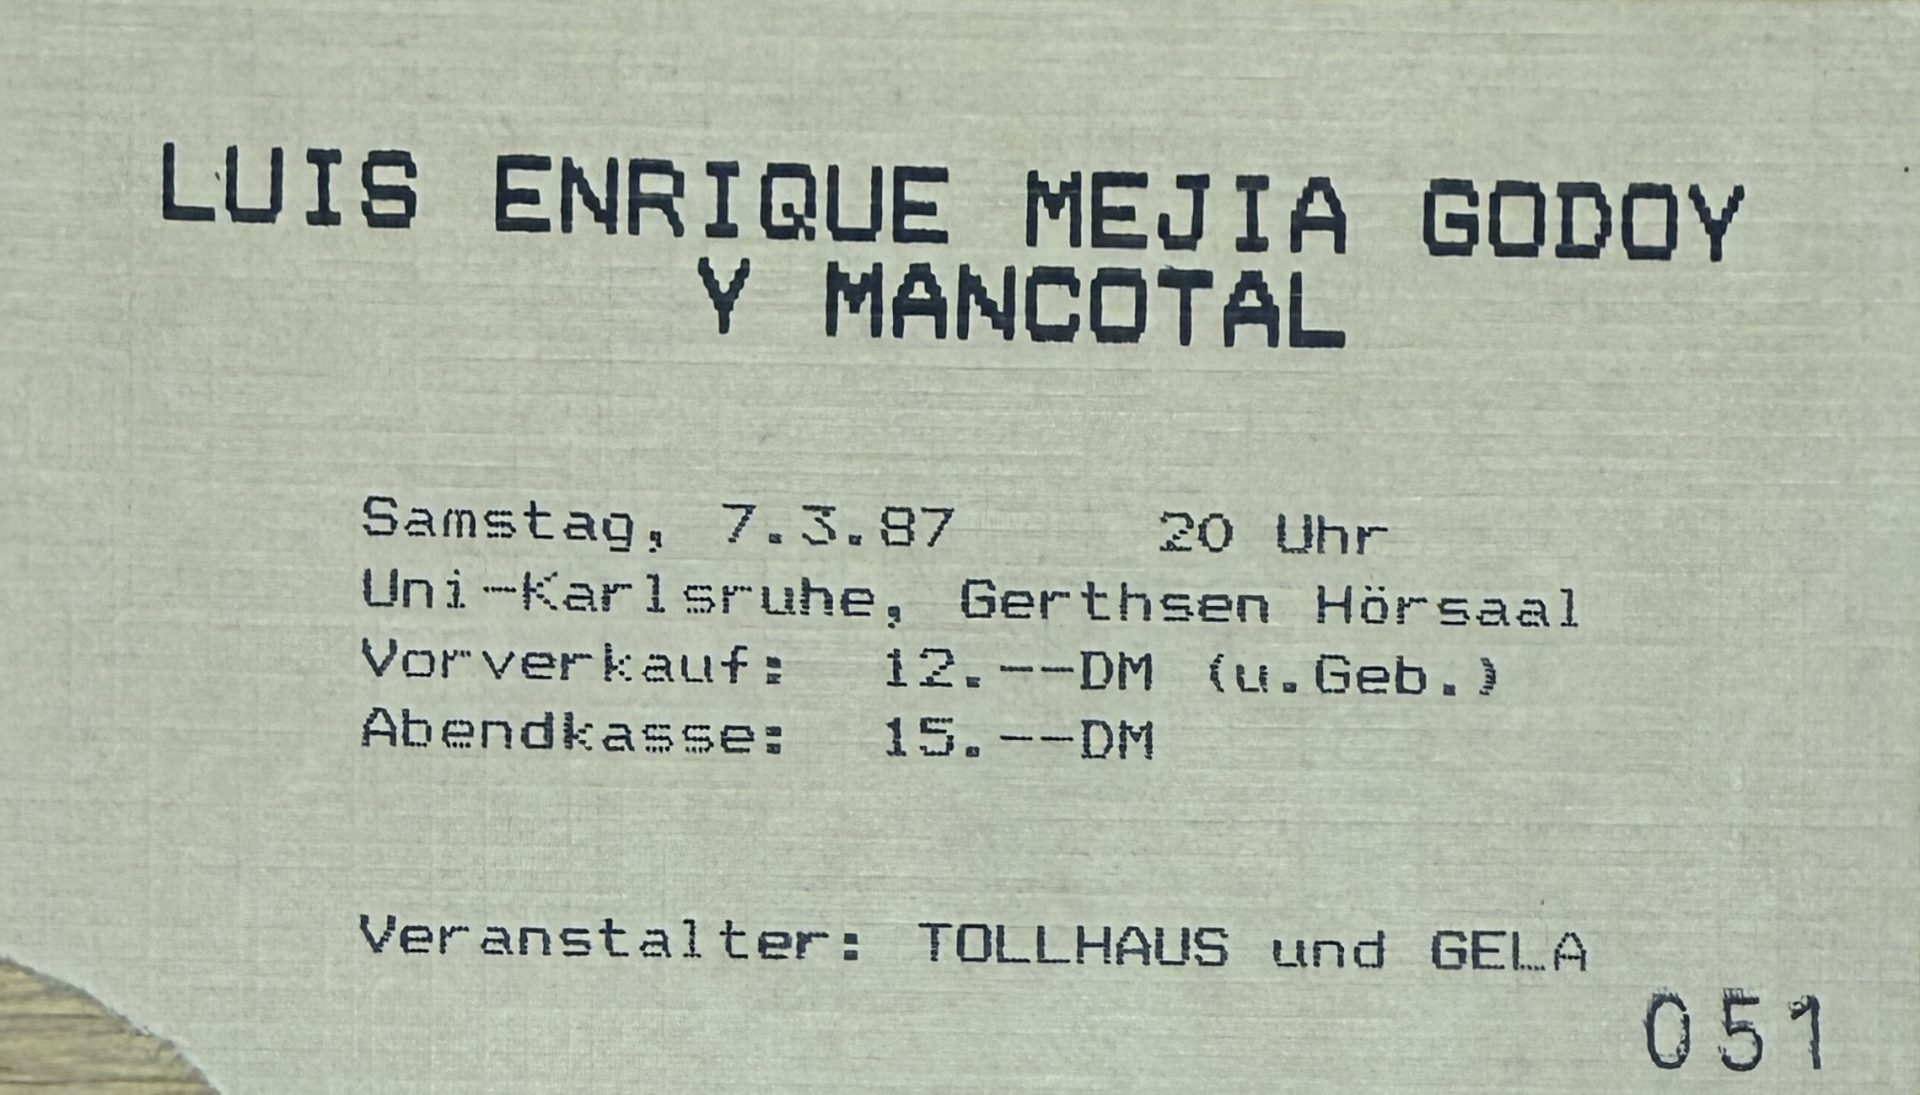 LUIS ENRIQUE MEJIA GODOY
Y MANCOTAL
Samstag, 7.3.87 20 Uhr
Uni-Karlsruhe, Gerthsen Hörsaal
Vorverkauf: 12.--DM (u.Geb.)
Abendkasse: 15.--DM
Veranstalter: TOLLHAUS und GELA
051